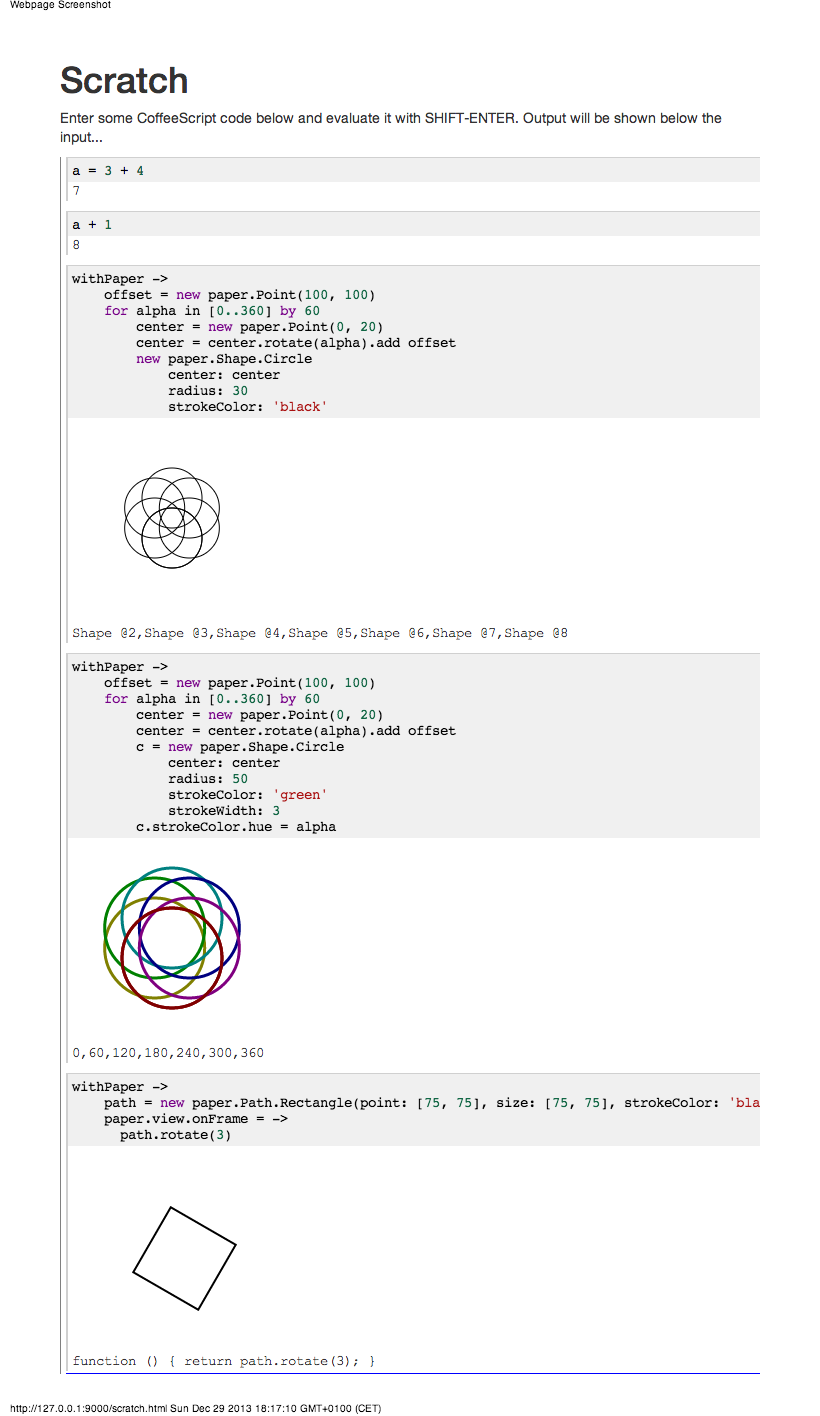 Webpage Screenshot
Scratch
Enter some CoffeeScript code below and evaluate it with SHIFT-ENTER. Output will be shown below the
input...
a = 3 + 4
7
a + 1
8
withPaper ->
    offset = new paper.Point(100, 100)
    for alpha in [0..360] by 60
        center = new paper.Point(0, 20)
        center = center.rotate(alpha).add offset
        new paper.Shape.Circle
            center: center
            radius: 30
            strokeColor: 'black'
Shape @2,Shape @3,Shape @4,Shape @5,Shape @6,Shape @7,Shape @8
withPaper ->
    offset = new paper.Point(100, 100)
    for alpha in [0..360] by 60
        center = new paper.Point(0, 20)
        center = center.rotate(alpha).add offset
        c = new paper.Shape.Circle
            center: center
            radius: 50
            strokeColor: 'green'
            strokeWidth: 3
        c.strokeColor.hue = alpha
0,60,120,180,240,300,360
withPaper ->
    path = new paper.Path.Rectangle(point: [75, 75], size: [75, 75], strokeColor: 'bla
    paper.view.onFrame = ->
      path.rotate(3)
function () { return path.rotate(3); }
http://127.0.0.1:9000/scratch.html Sun Dec 29 2013 18:17:10 GMT+0100 (CET)